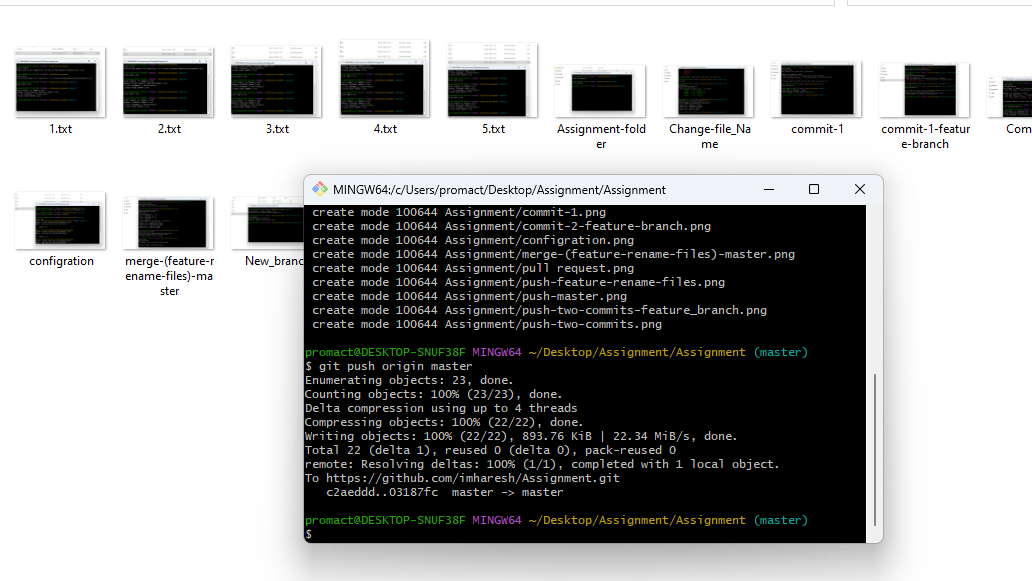 1.txt
2.txt
3.txt
4.txt
5.txt
Assignment-fold
er
Change-file_Na
me
commit-1
commit-1-featur
e-branch
Com
configration
merge-(feature-r
ename-files)-ma
ster
New_branc
MINGW64:/c/Users/promact/Desktop/Assignment/Assignment
create mode 100644 Assignment/commit-1.png
create mode 100644 Assignment/commit-2-feature-branch.png
create mode 100644 Assignment/configration.png
create mode 100644 Assignment/merge-(feature-rename-files)-master.png
create mode 100644 Assignment/pull request.png
create mode 100644 Assignment/push-feature-rename-files.png
create mode 100644 Assignment/push-master.png
create mode 100644 Assignment/push-two-commits-feature_branch.png
create mode 100644 Assignment/push-two-commits.png
promact@DESKTOP-SNUF38F MINGW64 ~/Desktop/Assignment/Assignment (master)
$ git push origin master
Enumerating objects: 23, done.
Counting objects: 100% (23/23), done.
Delta compression using up to 4 threads
Compressing objects: 100% (22/22), done.
Writing objects: 100% (22/22), 893.76 KiB | 22.34 MiB/s, done.
Total 22 (delta 1), reused 0 (delta 0), pack-reused 0
remote: Resolving deltas: 100% (1/1), completed with 1 local object.
To https://github.com/imharesh/Assignment.git
c2aeddd..03187fc  master -> master
promact@DESKTOP-SNUF38F MINGW64 ~/Desktop/Assignment/Assignment (master)
$